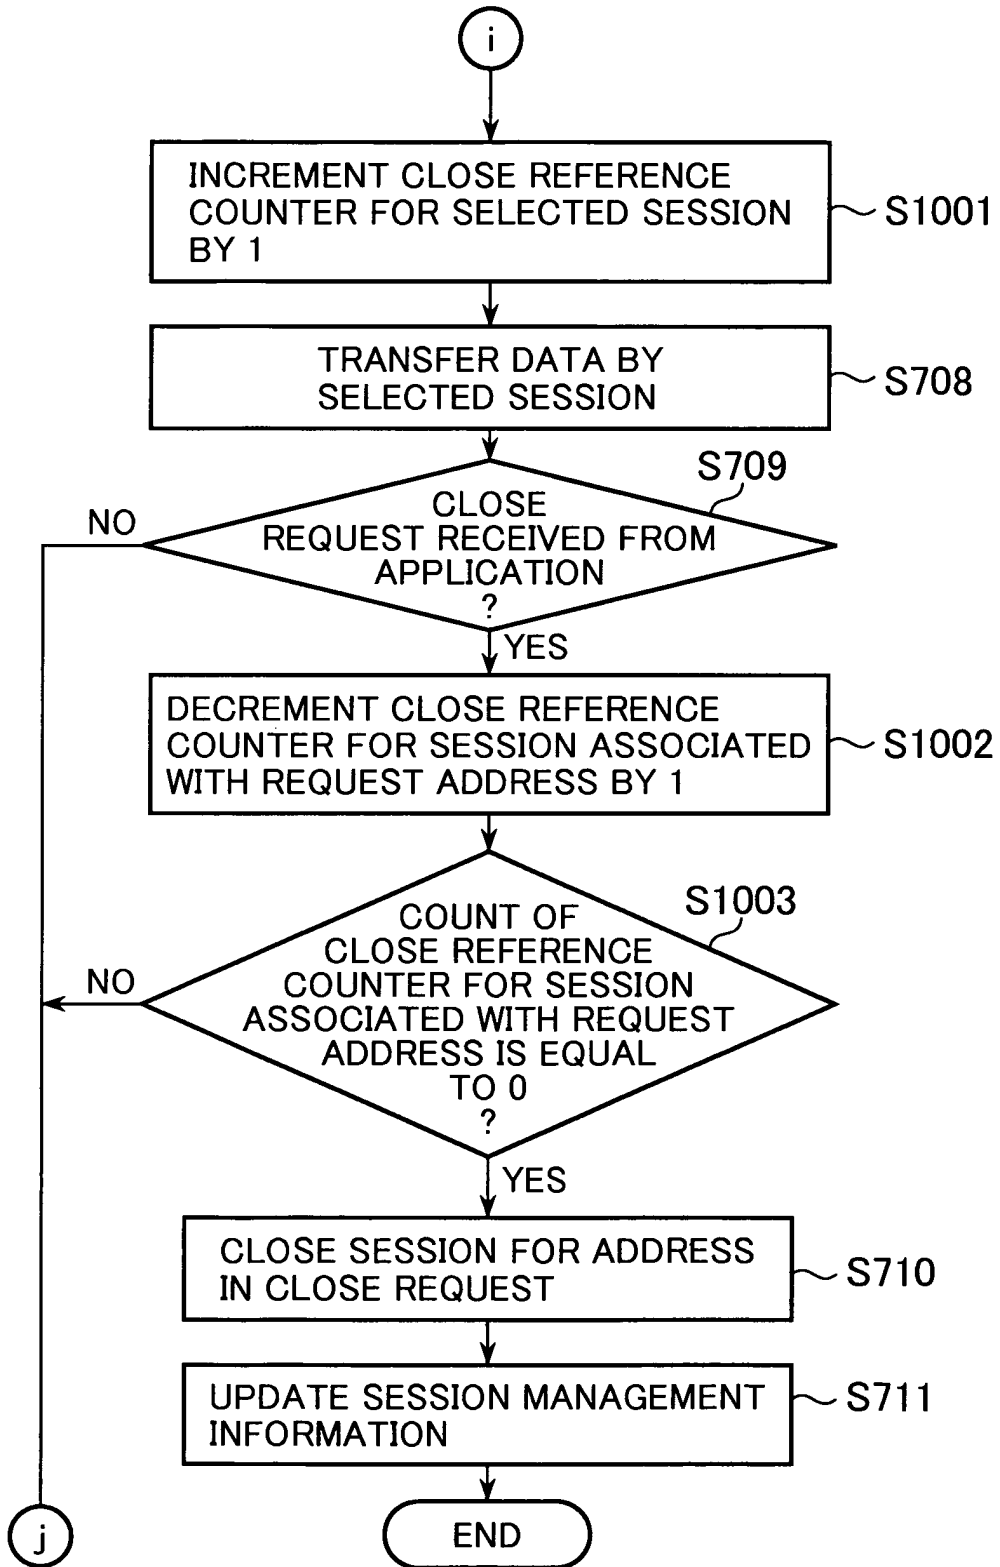 i
INCREMENT CLOSE REFERENCE
COUNTER FOR SELECTED SESSION
BY 1
S1001
TRANSFER DATA BY
SELECTED SESSION
S708
S709
CLOSE
REQUEST RECEIVED FROM
APPLICATION
?
NO
YES
DECREMENT CLOSE REFERENCE
COUNTER FOR SESSION ASSOCIATED
WITH REQUEST ADDRESS BY 1
S1002
S1003
COUNT OF
CLOSE REFERENCE
COUNTER FOR SESSION
ASSOCIATED WITH REQUEST
ADDRESS IS EQUAL
TO 0
?
NO
YES
CLOSE SESSION FOR ADDRESS
IN CLOSE REQUEST
S710
UPDATE SESSION MANAGEMENT
INFORMATION
S711
j
END